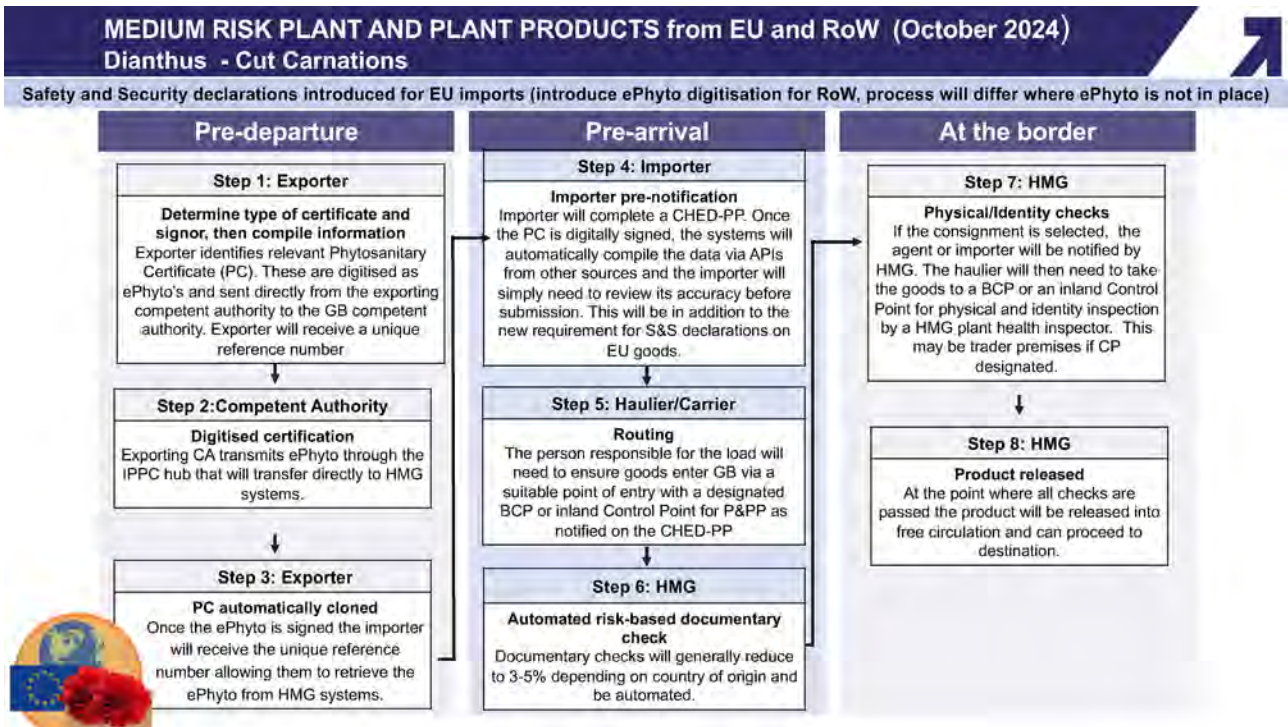 MEDIUM RISK PLANT AND PLANT PRODUCTS from EU and RoW (October 2024)
Dianthus - Cut Carnations
Safety and Security declarations introduced for EU imports (introduce ePhyto digitisation for RoW, process will differ where ePhyto is not in place)
Pre-departure
Step 1: Exporter
Determine type of certificate and
signor, then compile information
Exporter identifies relevant Phytosanitary
Certificate (PC). These are digitised as
ePhyto's and sent directly from the exporting
competent authority to the GB competent
authority. Exporter will receive a unique
reference number
Step 2:Competent Authority
Digitised certification
Exporting CA transmits ePhyto through the
IPPC hub that will transfer directly to HMG
systems.
Step 3: Exporter
PC automatically cloned
Once the ePhyto is signed the importer
will receive the unique reference
number allowing them to retrieve the
ePhyto from HMG systems.
Pre-arrival
Step 4: Importer
Importer pre-notification
Importer will complete a CHED-PP. Once
the PC is digitally signed, the systems will
automatically compile the data via APIs
from other sources and the importer will
simply need to review its accuracy before
submission. This will be in addition to the
new requirement for S&S declarations on
EU goods.
Step 5: Haulier/Carrier
Routing
The person responsible for the load will
need to ensure goods enter GB via a
suitable point of entry with a designated
BCP or inland Control Point for P&PP as
notified on the CHED-PP
Step 6: HMG
Automated risk-based documentary
check
Documentary checks will generally reduce
to 3-5% depending on country of origin and
be automated.
At the border
Step 7: HMG
Physical/Identity checks
If the consignment is selected, the
agent or importer will be notified by
HMG. The haulier will then need to take
the goods to a BCP or an inland Control
Point for physical and identity inspection
by a HMG plant health inspector. This
may be trader premises if CP
designated.
Step 8: HMG
Product released
At the point where all checks are
passed the product will be released into
free circulation and can proceed to
destination.